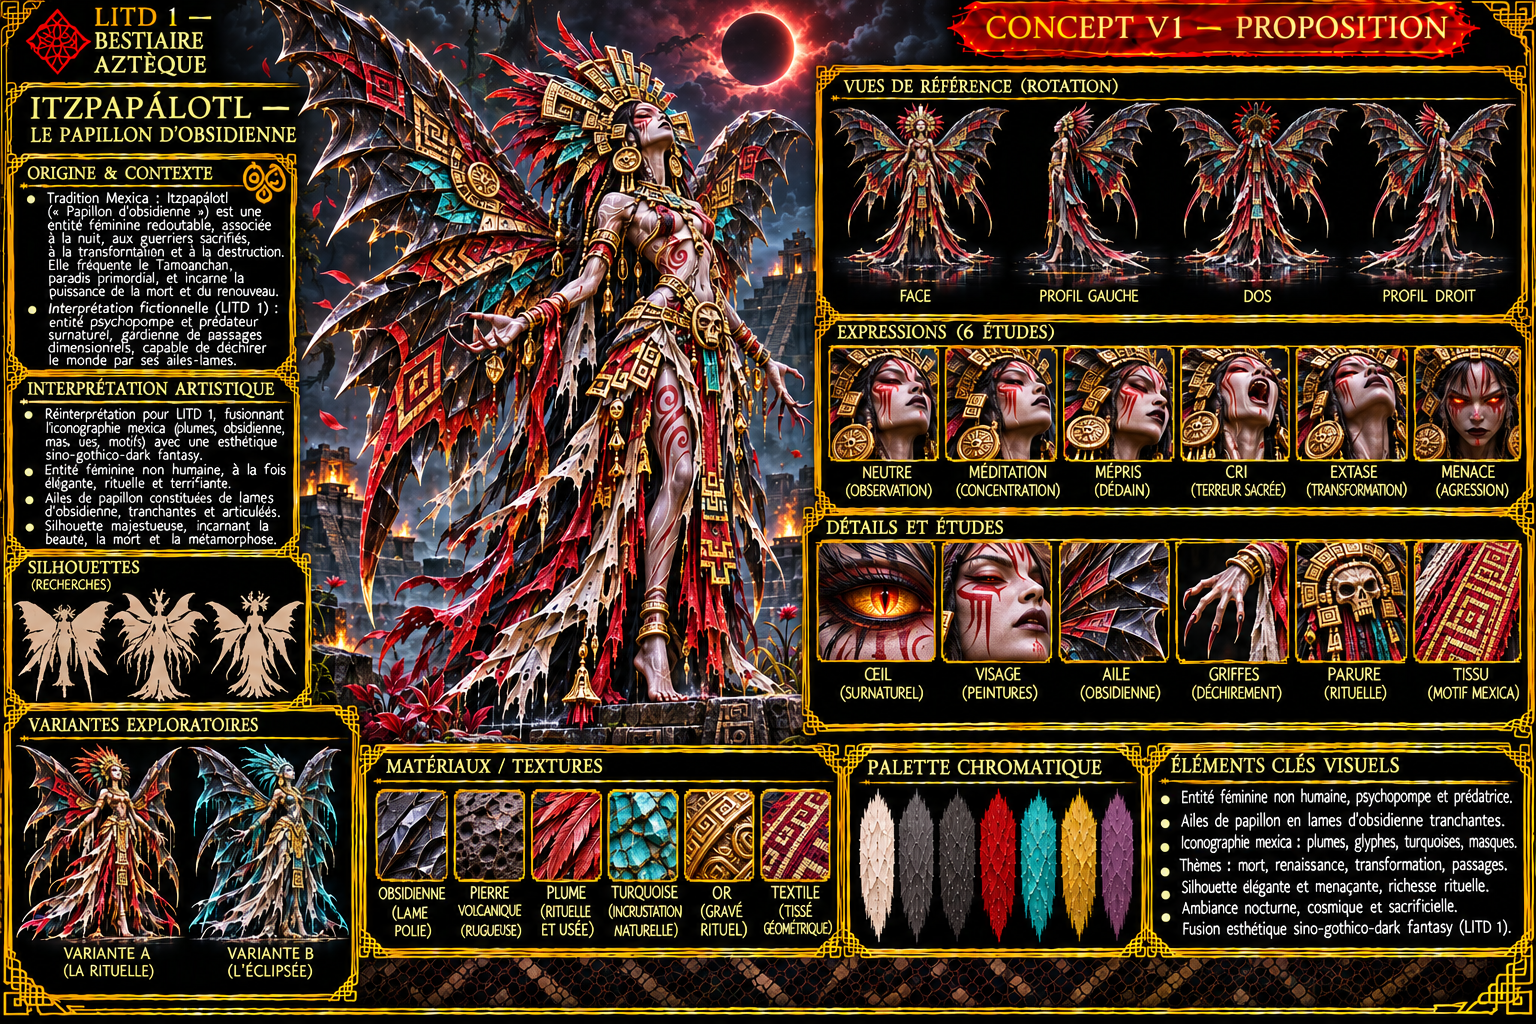 LITD 1 –
BESTIAIRE
AZTÈQUE
CONCEPT V1 — PROPOSITION
ITZPAPÁLOTL —
LE PAPILLON D'OBSIDIENNE
ORIGINE & CONTEXTE
Tradition Mexica : Itzpapálotl
(« Papillon d'obsidienne ») est une
entité féminine redoutable, associée
à la nuit, aux guerriers sacrifiés,
à la transformation et à la destruction.
Elle fréquente le Tamoanchan,
paradis primordial, et incarne la
puissance de la mort et du renouveau.
Interprétation fictionnelle (LITD 1) :
entité psychopompe et prédateur
surnaturel, gardienne de passages
dimensionnels, capable de déchirer
le monde par ses ailes-lames.
INTERPRÉTATION ARTISTIQUE
Réinterprétation pour LITD 1, fusionnant
l'iconographie mexica (plumes, obsidienne,
mas. ues, motifs) avec une esthétique
sino-gothico-dark fantasy.
Entité féminine non humaine, à la fois
élégante, rituelle et terrifiante.
Ailes de papillon constituées de lames
d'obsidienne, tranchantes et articuléés.
Silhouette majestueuse, incarnant la
beauté, la mort et la métamorphose.
SILHOUETTES
(RECHERCHES)
VARIANTES EXPLORATOIRES
VARIANTE A
(LA RITUELLE)
VARIANTE B
(L'ÉCLIPSÉE)
VUES DE RÉFÉRENCE (ROTATION)
FACE
PROFIL GAUCHE
DOS
PROFIL DROIT
EXPRESSIONS (6 ÉTUDES)
NEUTRE
(OBSERVATION)
MÉDITATION
(CONCENTRATION)
MÉPRIS
(DÉDAIN)
CRI
(TERREUR SACRÉE)
EXTASE
(TRANSFORMATION)
MENACE
(AGRESSION)
DÉTAILS ET ÉTUDES
ŒIL
(SURNATUREL)
VISAGE
(PEINTURES)
AILE
(OBSIDIENNE)
GRIFFES
(DÉCHIREMENT)
PARURE
(RITUELLE)
TISSU
(MOTIF MEXICA)
MATÉRIAUX / TEXTURES
OBSIDIENNE
(LAME
POLIE)
PIERRE
VOLCANIQUE
(RUGUEUSE)
PLUME
(RITUELLE
ET USÉE)
TURQUOISE
(INCRUSTATION
NATURELLE)
OR
(GRAVÉ
RITUEL)
TEXTILE
(TISSÉ
GÉOMÉTRIQUE)
PALETTE CHROMATIQUE
ÉLÉMENTS CLÉS VISUELS
Entité féminine non humaine, psychopompe et prédatrice.
Ailes de papillon en lames d'obsidienne tranchantes.
Iconographie mexica : plumes, glyphes, turquoises, masques.
Thèmes : mort, renaissance, transformation, passages.
Silhouette élégante et menaçante, richesse rituelle.
Ambiance nocturne, cosmique et sacrificielle.
Fusion esthétique sino-gothico-dark fantasy (LITD 1).